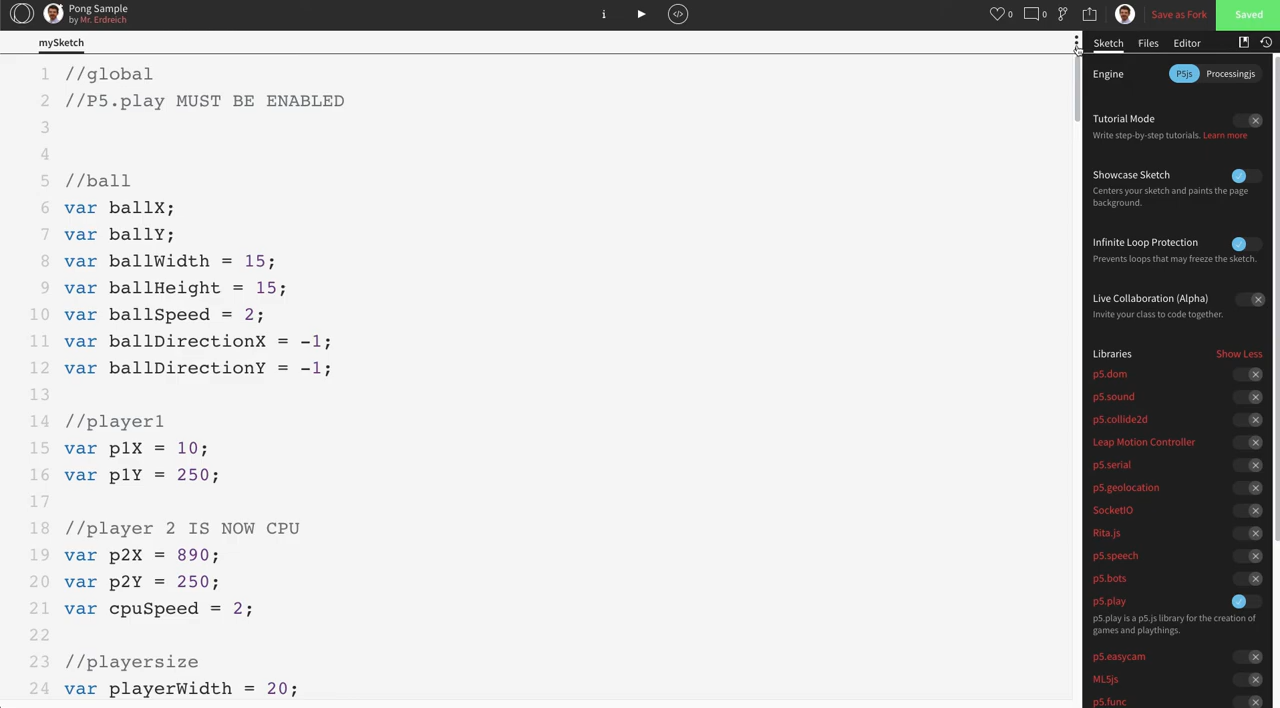 Pong Sample
by Mr. Erdreich
i
0
0
Save as Fork
Saved
mySketch
Sketch
Files
Editor
1 //global
2 //P5.play MUST BE ENABLED
3
4
5 //ball
6 var ballX;
7 var ballY;
8 var ballWidth = 15;
9 var ballHeight = 15;
10 var ballSpeed = 2;
11 var ballDirectionX = -1;
12 var ballDirectionY = -1;
13
14 //player1
15 var p1X = 10;
16 var p1Y = 250;
17
18 //player 2 IS NOW CPU
19 var p2X = 890;
20 var p2Y = 250;
21 var cpuSpeed = 2;
22
23 //playersize
24 var playerWidth = 20;
Engine P5js Processingjs
Tutorial Mode
Write step-by-step tutorials. Learn more
Showcase Sketch
Centers your sketch and paints the page
background.
Infinite Loop Protection
Prevents loops that may freeze the sketch.
Live Collaboration (Alpha)
Invite your class to code together.
Libraries Show Less
p5.dom
p5.sound
p5.collide2d
Leap Motion Controller
p5.serial
p5.geolocation
SocketIO
Rita.js
p5.speech
p5.bots
p5.play
p5.play is a p5.js library for the creation of
games and playthings.
p5.easycam
ML5js
p5.func